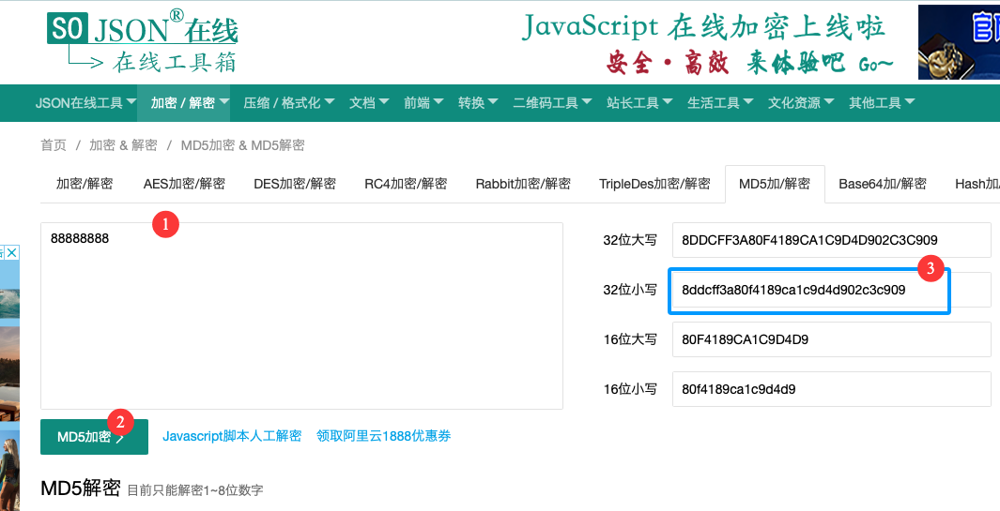 SO JSON®在线
在线工具箱
JavaScript 在线加密上线啦
安全·高效 来体验吧 Go~
JSON在线工具 加密 / 解密 压缩 / 格式化 文档 前端 转换 二维码工具 站长工具 生活工具 文化资源 其他工具
首页 / 加密 & 解密 / MD5加密 & MD5解密
加密/解密 AES加密/解密 DES加密/解密 RC4加密/解密 Rabbit加密/解密 TripleDes加密/解密 MD5加/解密 Base64加/解密 Hash加/
1
88888888
32位大写 8DDCFF3A80F4189CA1C9D4D902C3C909
3
32位小写 8ddcff3a80f4189ca1c9d4d902c3c909
16位大写 80F4189CA1C9D4D9
16位小写 80f4189ca1c9d4d9
2
MD5加密 Javascript脚本人工解密 领取阿里云1888优惠券
MD5解密 目前只能解密1~8位数字